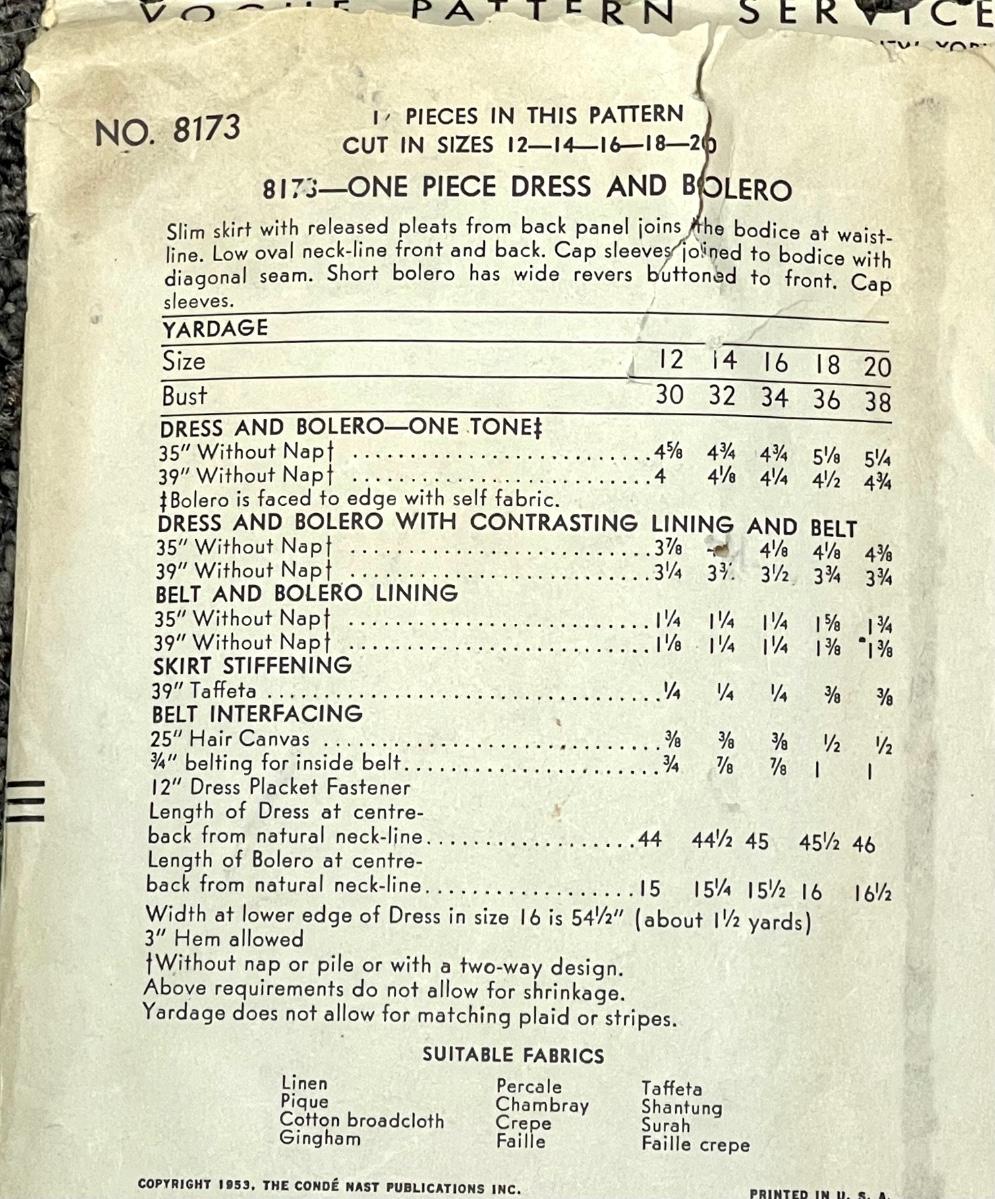 VOGUE PATTERN SERVICE
NEW YORK
NO. 8173
PIECES IN THIS PATTERN
CUT IN SIZES 12—14—16—18—20
8173—ONE PIECE DRESS AND BOLERO
Slim skirt with released pleats from back panel joins the bodice at waist-
line. Low oval neck-line front and back. Cap sleeves joined to bodice with
diagonal seam. Short bolero has wide revers buttoned to front. Cap
sleeves.
YARDAGE
Size 12 14 16 18 20
Bust 30 32 34 36 38
DRESS AND BOLERO—ONE TONE‡
35" Without Nap† ........................... 4⅝ 4¾ 4¾ 5⅛ 5¼
39" Without Nap† ........................... 4 4⅛ 4¼ 4½ 4¾
‡Bolero is faced to edge with self fabric.
DRESS AND BOLERO WITH CONTRASTING LINING AND BELT
35" Without Nap† ........................... 3⅞ 4⅛ 4⅛ 4⅜
39" Without Nap† ........................... 3¼ 3½ 3¾ 3¾
BELT AND BOLERO LINING
35" Without Nap† ........................... 1¼ 1¼ 1¼ 1⅝ 1¾
39" Without Nap† ........................... 1⅛ 1¼ 1¼ 1⅜ 1⅜
SKIRT STIFFENING
39" Taffeta ................................. ¼ ¼ ¼ ⅜ ⅜
BELT INTERFACING
25" Hair Canvas ............................ ⅜ ⅜ ⅜ ½ ½
¾" belting for inside belt..................... ¾ ⅞ ⅞ 1 1
12" Dress Placket Fastener
Length of Dress at centre-
back from natural neck-line.................. 44 44½ 45 45½ 46
Length of Bolero at centre-
back from natural neck-line.................. 15 15¼ 15½ 16 16½
Width at lower edge of Dress in size 16 is 54½" (about 1½ yards)
3" Hem allowed
†Without nap or pile or with a two-way design.
Above requirements do not allow for shrinkage.
Yardage does not allow for matching plaid or stripes.
SUITABLE FABRICS
Linen Percale Taffeta
Pique Chambray Shantung
Cotton broadcloth Crepe Surah
Gingham Faille Faille crepe
COPYRIGHT 1953, THE CONDÉ NAST PUBLICATIONS INC. PRINTED IN U. S. A.